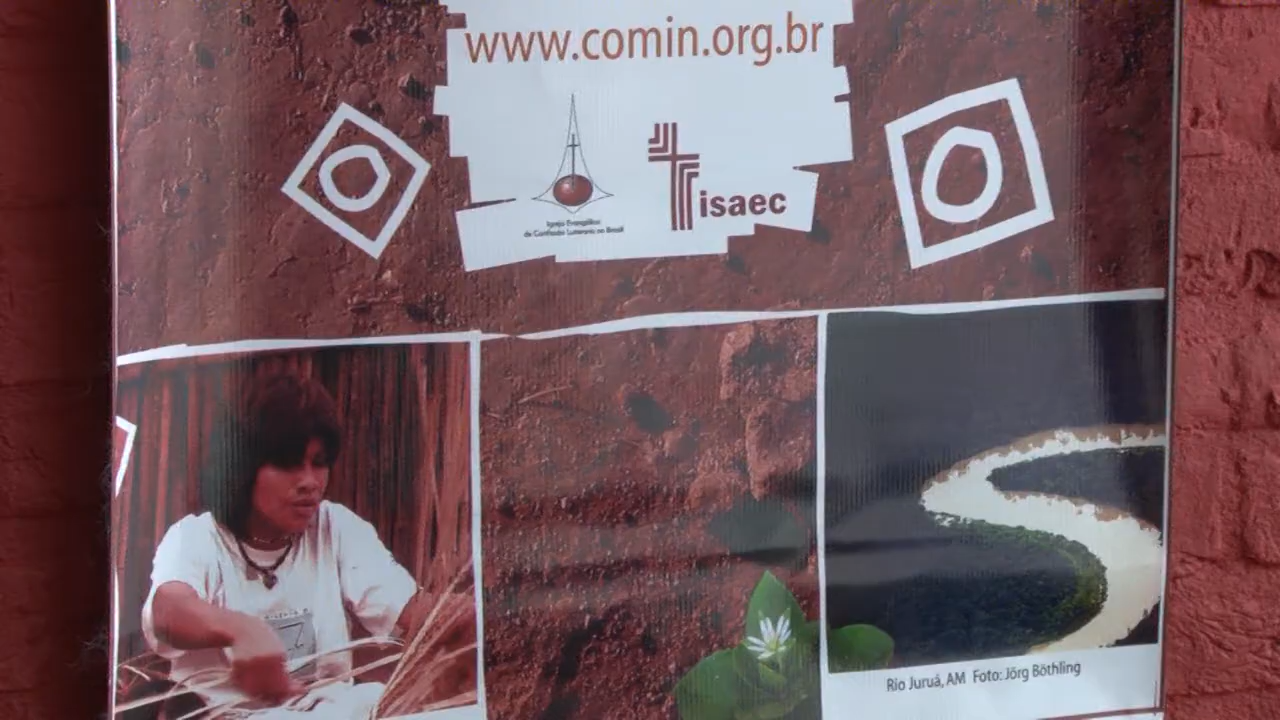 www.comin.org.br
isaec
Igreja Evangélica
de Confissão Luterana no Brasil
Rio Juruá, AM Foto: Jörg Böthling